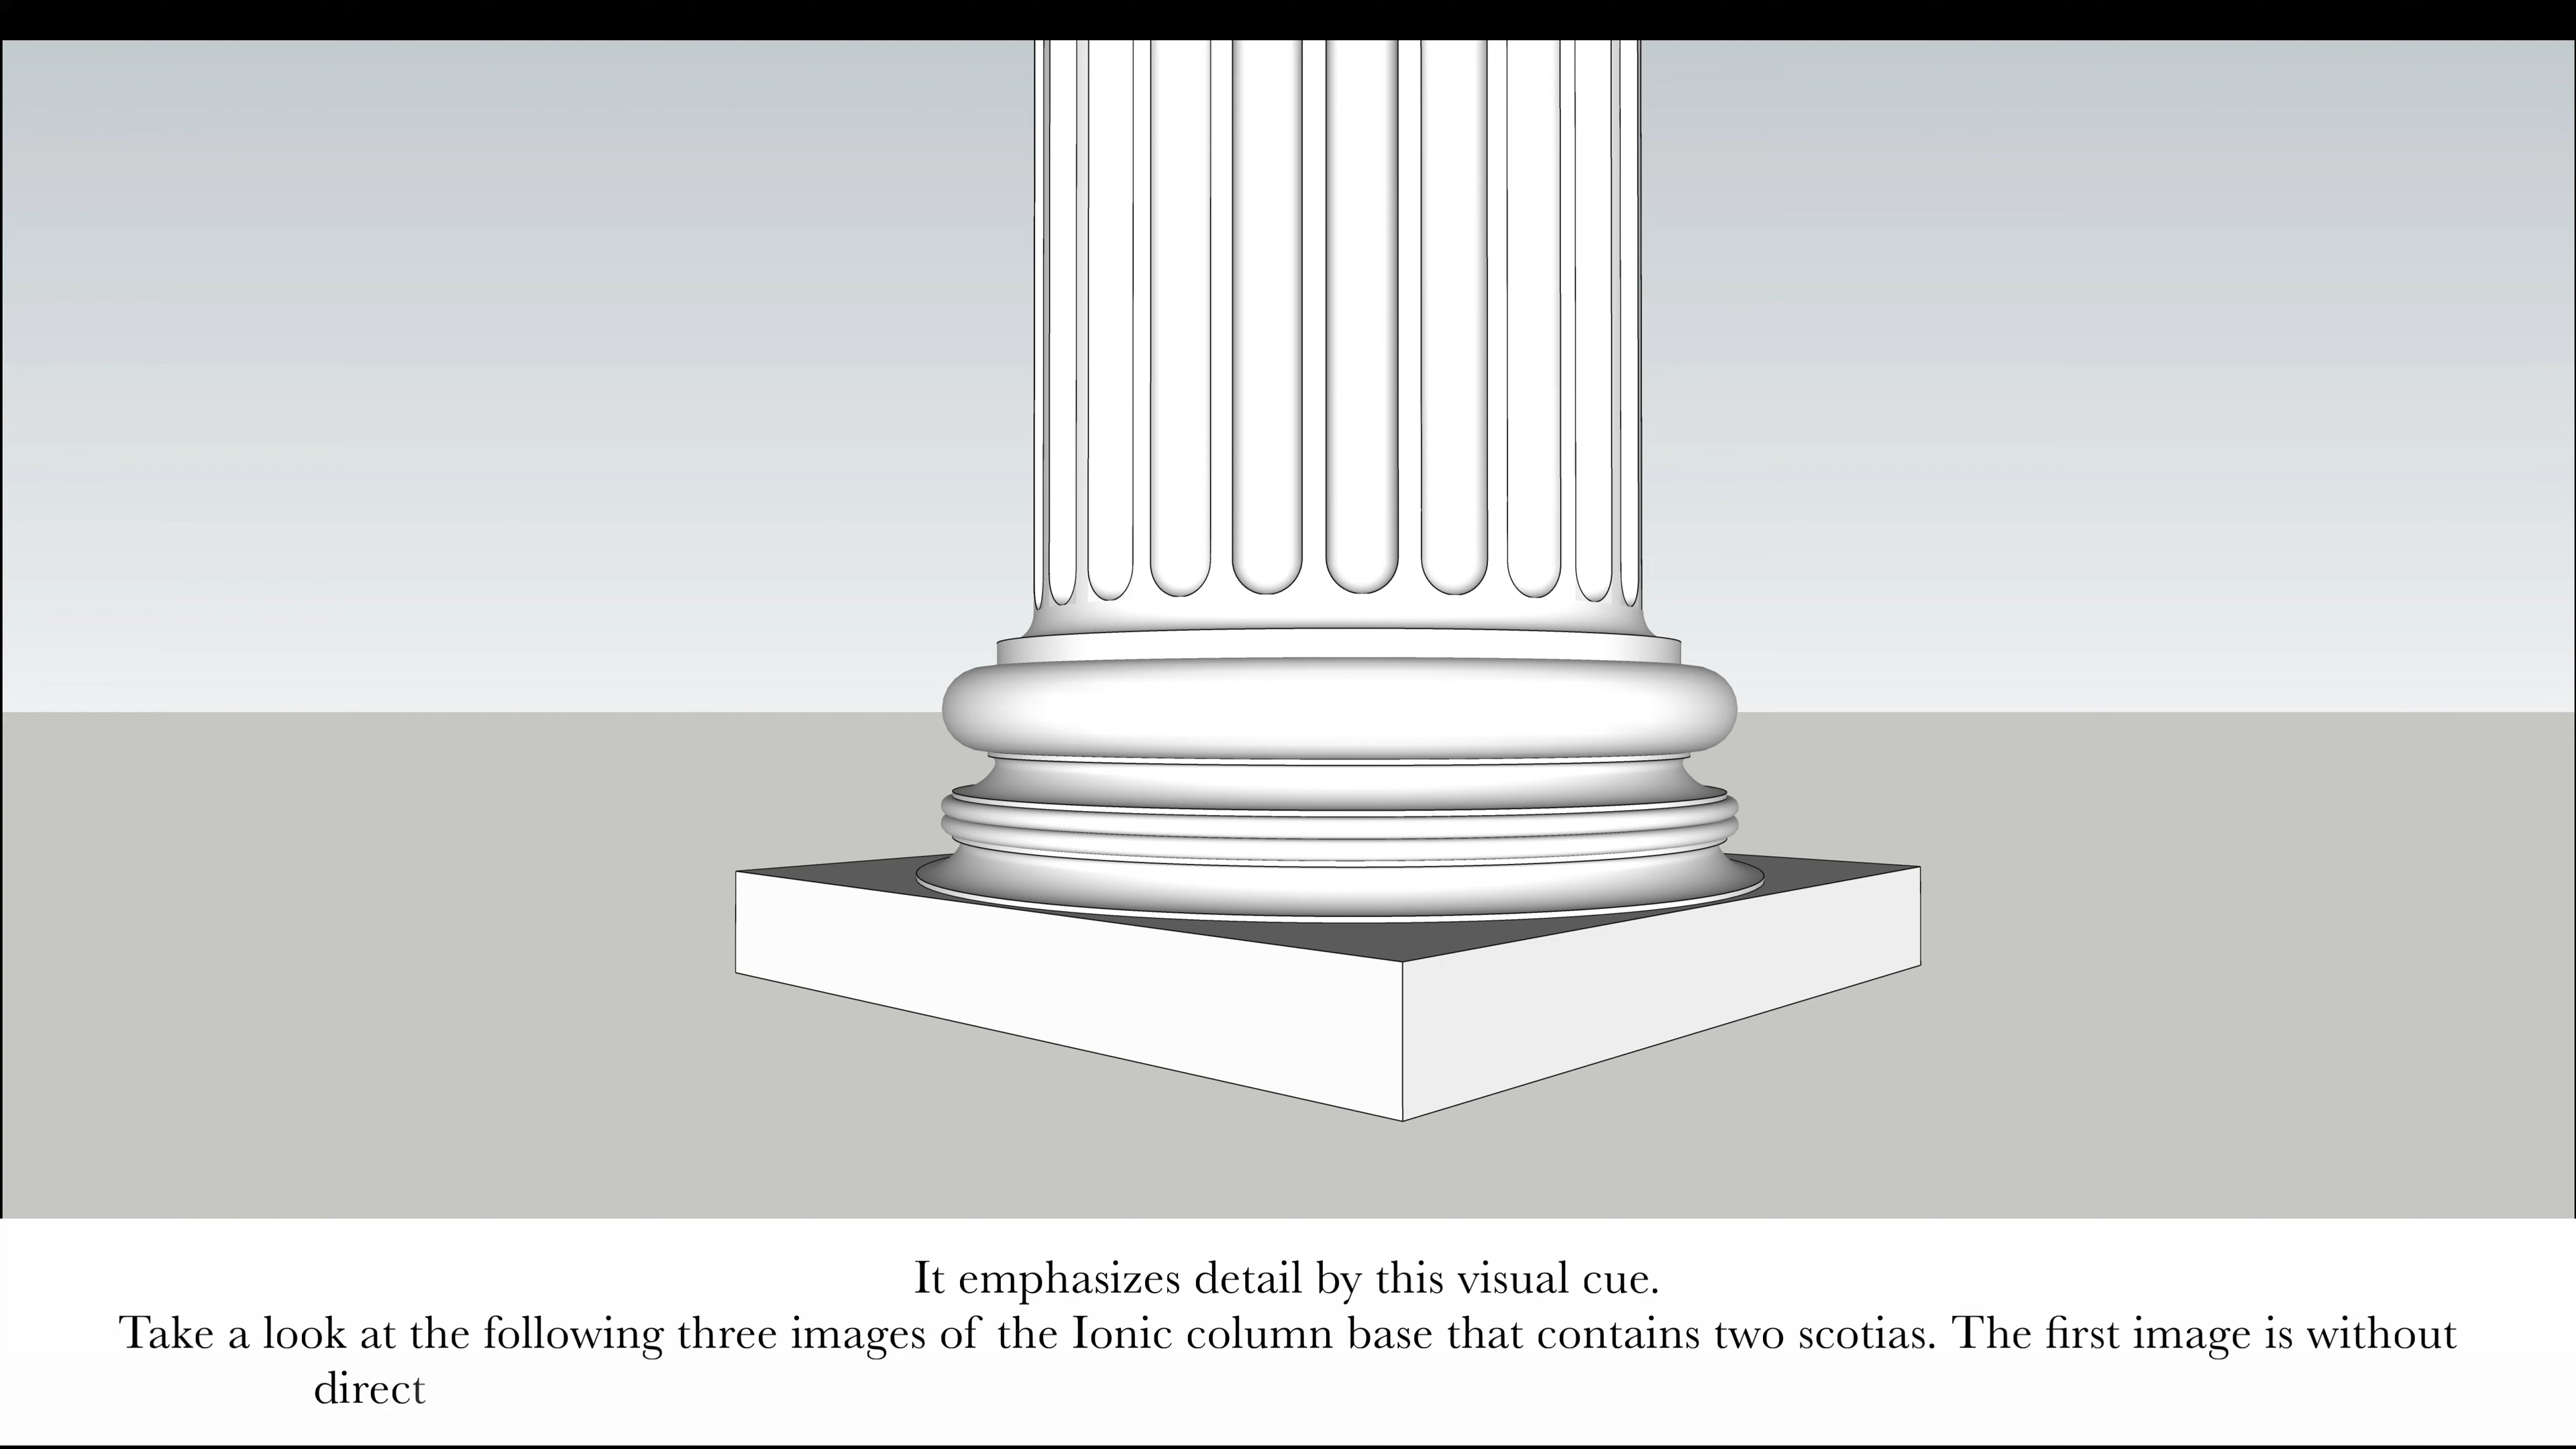 It emphasizes detail by this visual cue.
Take a look at the following three images of the Ionic column base that contains two scotias. The first image is without
direct